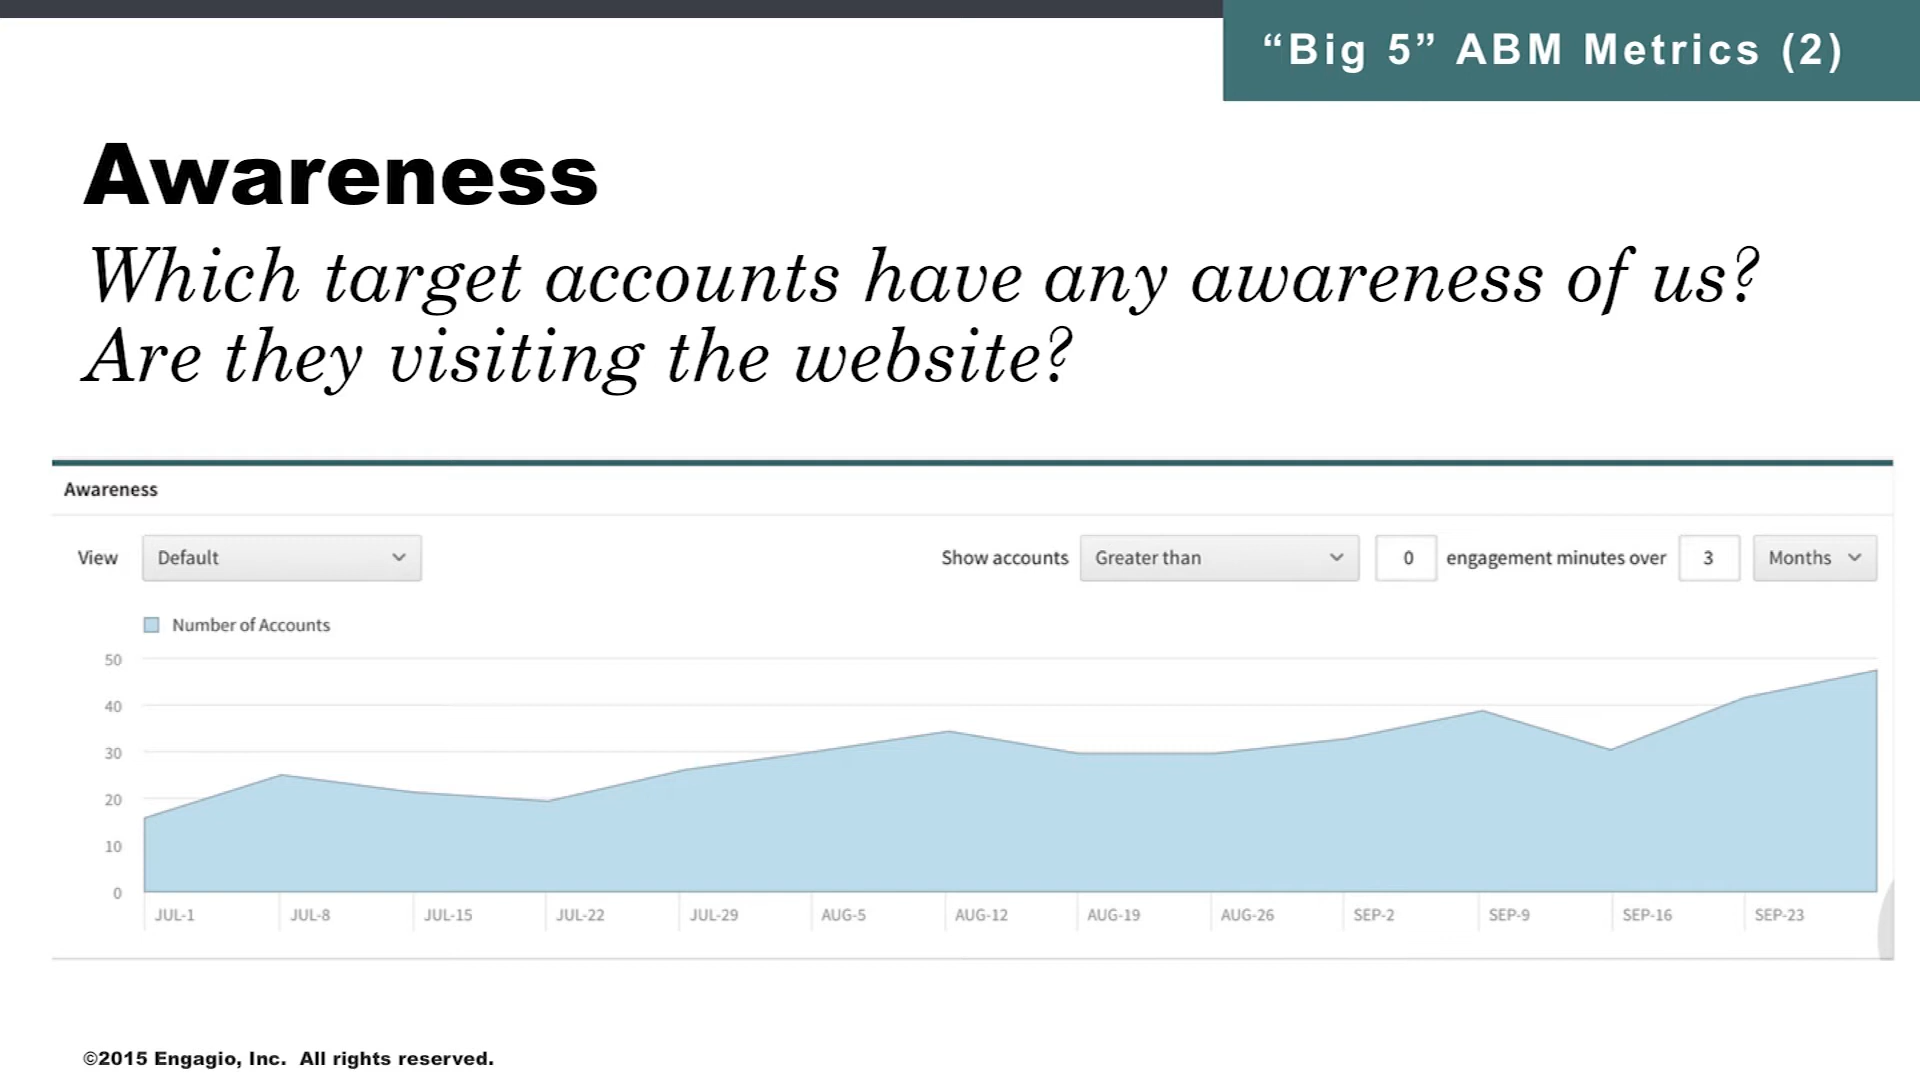 “Big 5” ABM Metrics (2)
Awareness
Which target accounts have any awareness of us?
Are they visiting the website?
Awareness
View Default Show accounts Greater than 0 engagement minutes over 3 Months
Number of Accounts
50
40
30
20
10
0
JUL-1 JUL-8 JUL-15 JUL-22 JUL-29 AUG-5 AUG-12 AUG-19 AUG-26 SEP-2 SEP-9 SEP-16 SEP-23
©2015 Engagio, Inc. All rights reserved.